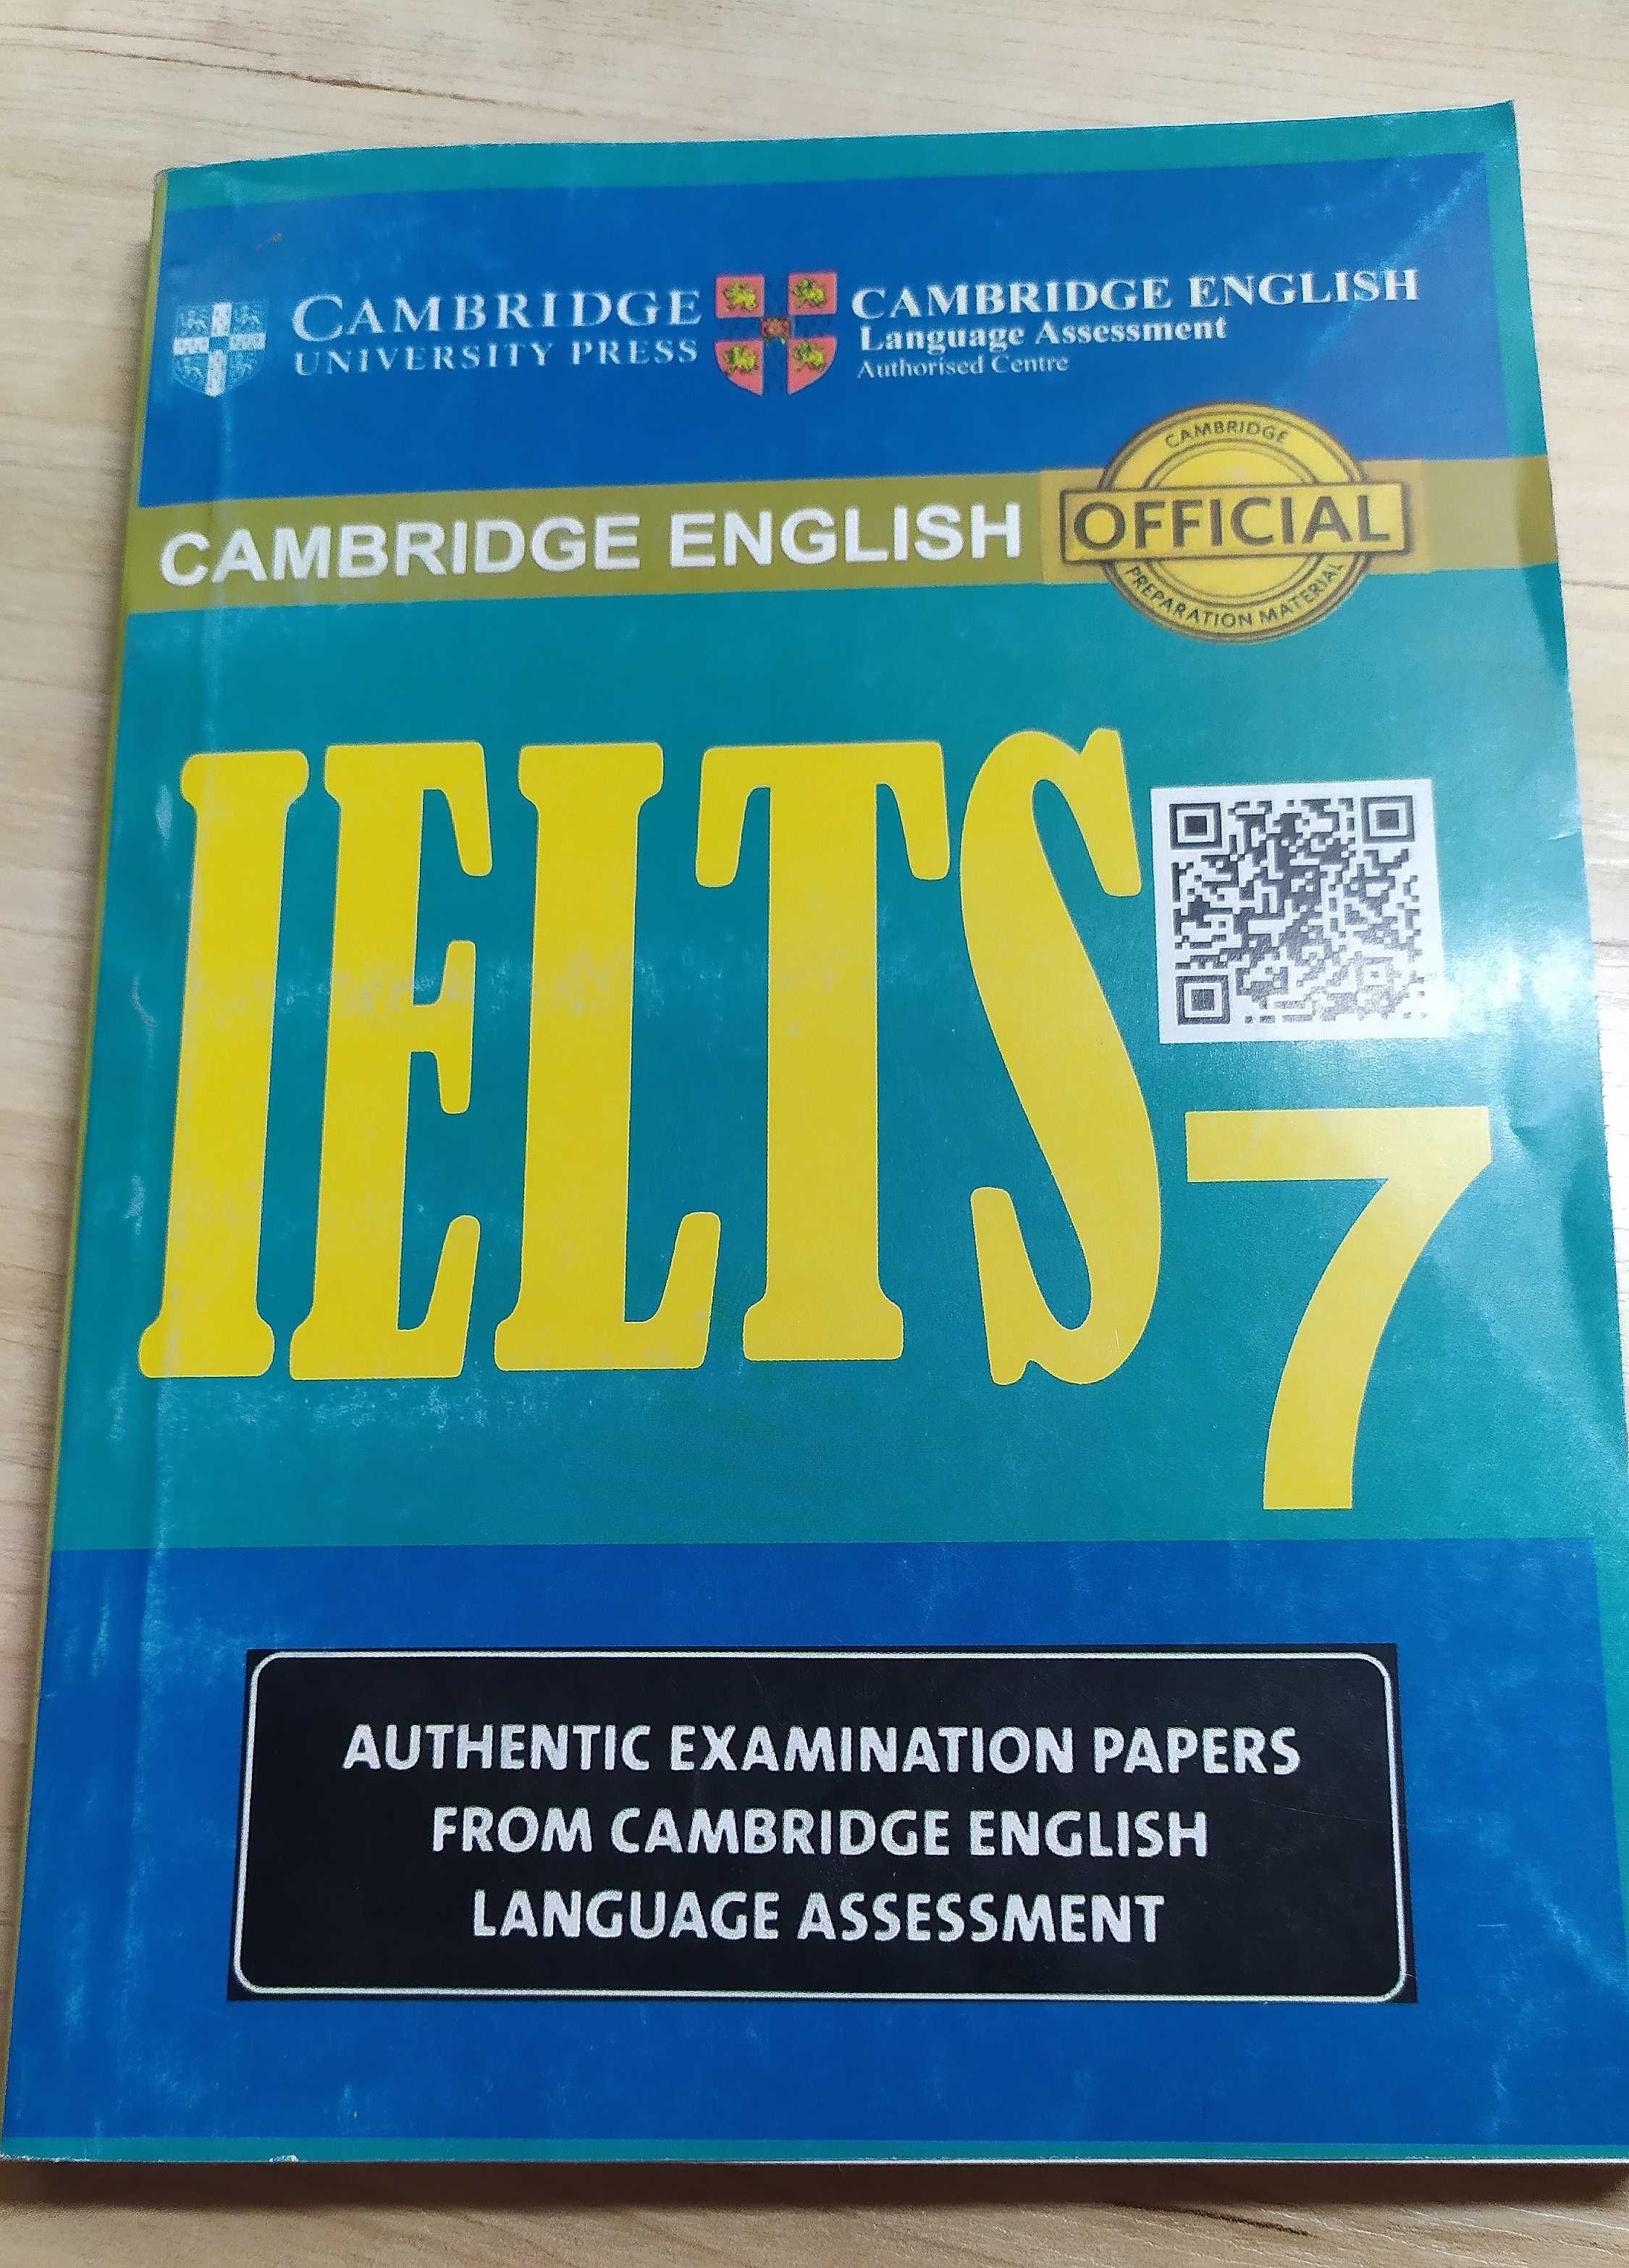 CAMBRIDGE
UNIVERSITY PRESS
CAMBRIDGE ENGLISH
Language Assessment
Authorised Centre
CAMBRIDGE ENGLISH
CAMBRIDGE
OFFICIAL
PREPARATION MATERIAL
IELTS
7
AUTHENTIC EXAMINATION PAPERS
FROM CAMBRIDGE ENGLISH
LANGUAGE ASSESSMENT